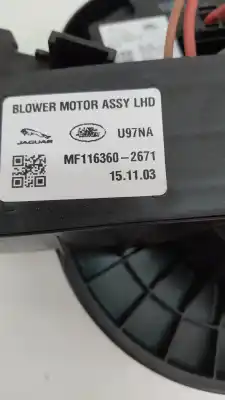 BLOWER MOTOR ASSY LHD
JAGUAR U97NA
MF116360-2671
15.11.03